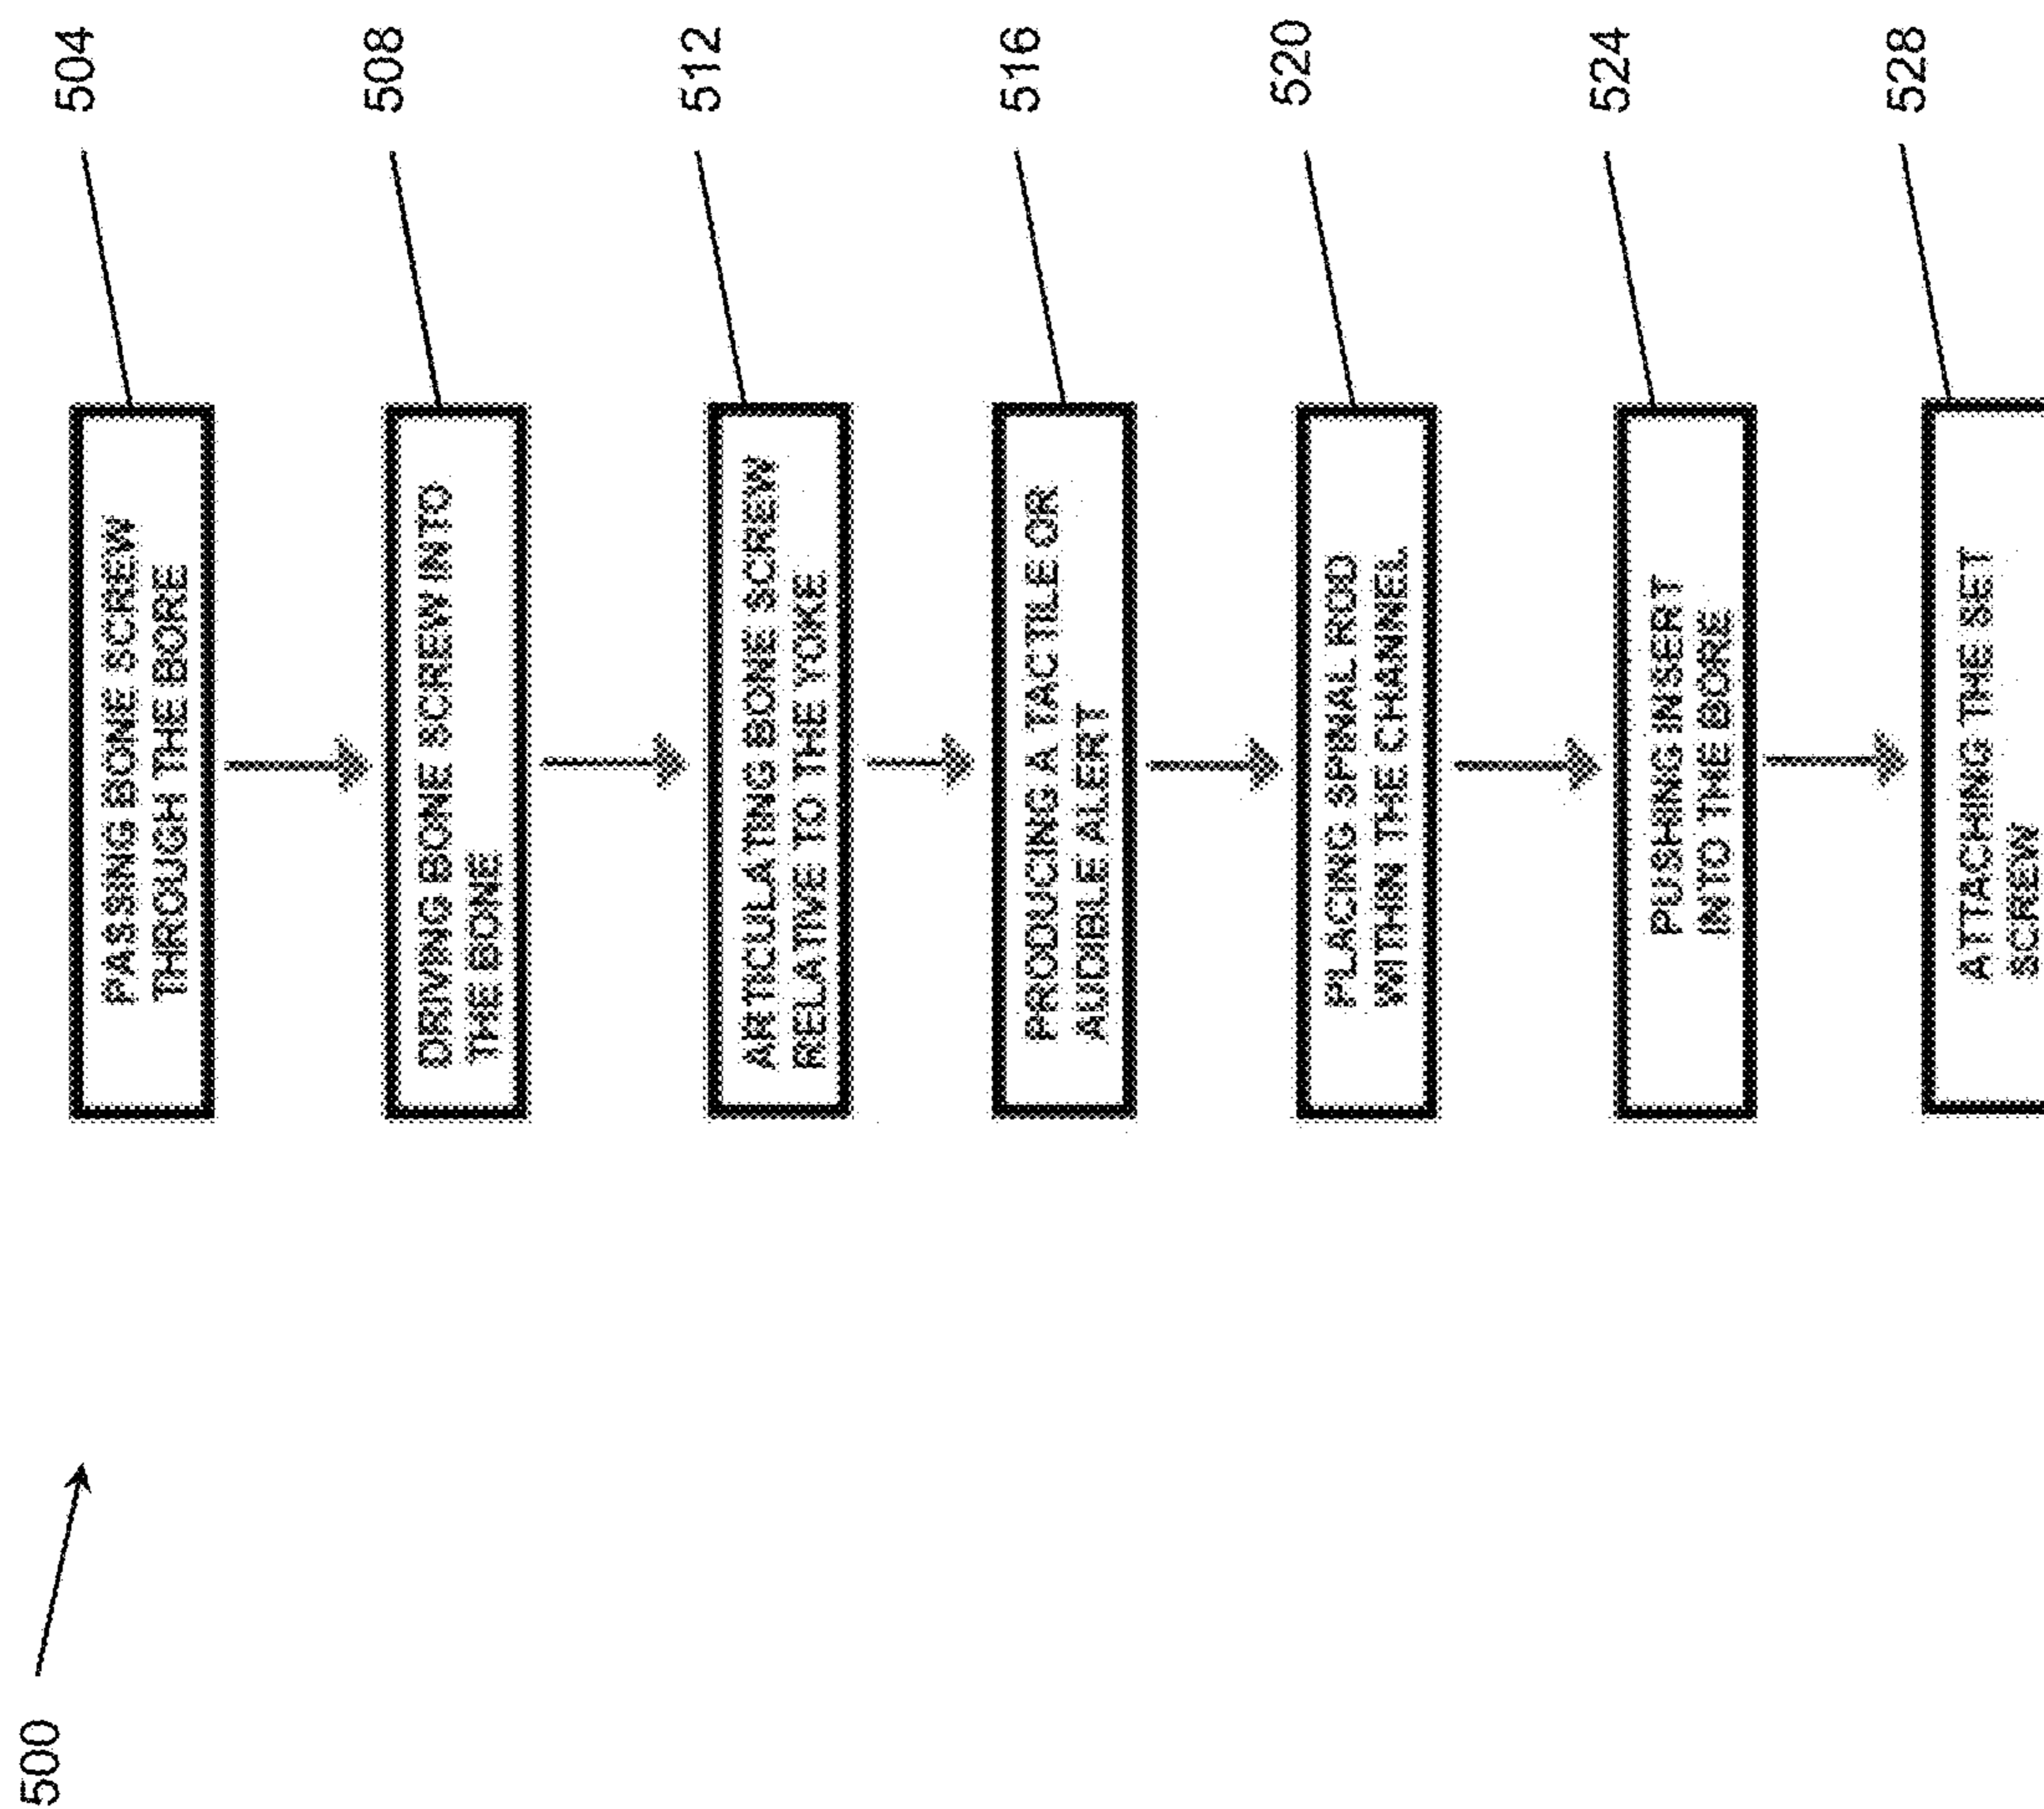 500
504
PASSING BONE SCREW
THROUGH THE BORE
508
DRIVING BONE SCREW INTO
THE BONE
512
ARTICULATING BONE SCREW
RELATIVE TO THE YOKE
516
PRODUCING A TACTILE OR
AUDIBLE ALERT
520
PLACING SPINAL ROD
WITHIN THE CHANNEL
524
PUSHING INSERT
INTO THE BORE
528
ATTACHING THE SET
SCREW